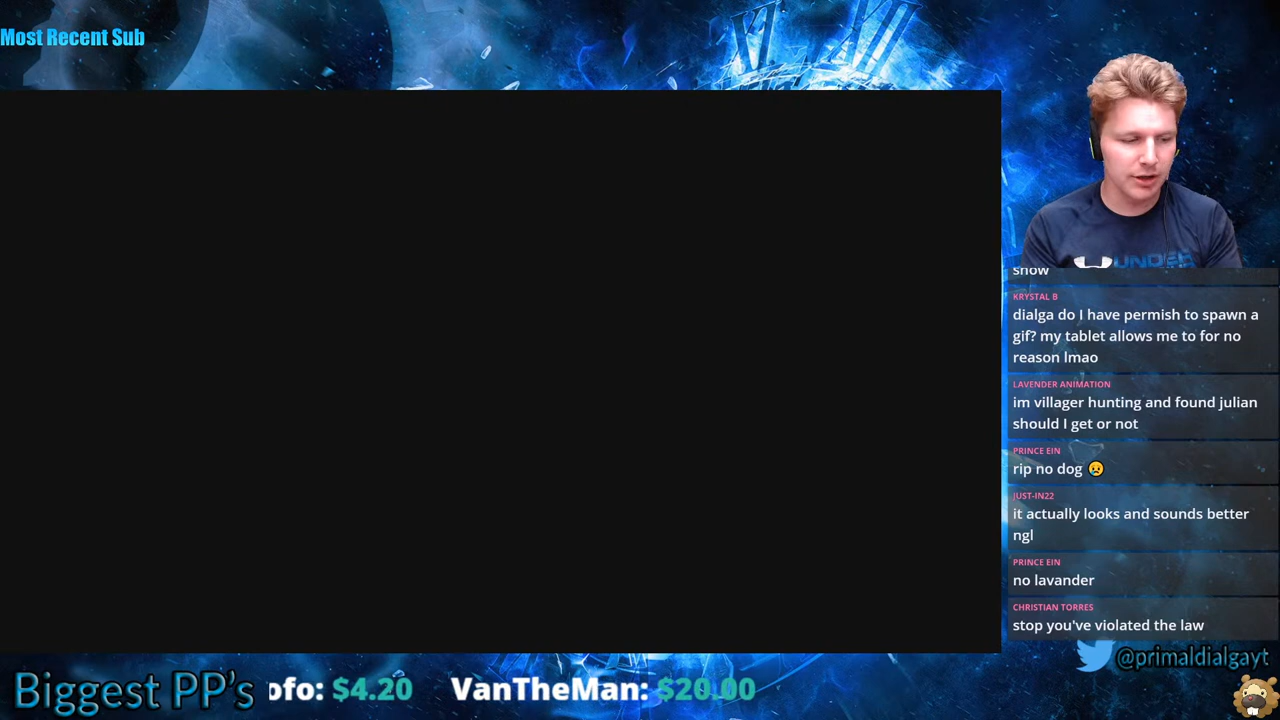 Most Recent Sub
UNDER
show
KRYSTAL B
dialga do I have permish to spawn a
gif? my tablet allows me to for no
reason lmao
LAVENDER ANIMATION
im villager hunting and found julian
should I get or not
PRINCE EIN
rip no dog 😥
JUST-IN22
it actually looks and sounds better
ngl
PRINCE EIN
no lavander
CHRISTIAN TORRES
stop you've violated the law
@primaldialgayt
Biggest PP's ofo: $4.20 VanTheMan: $20.00